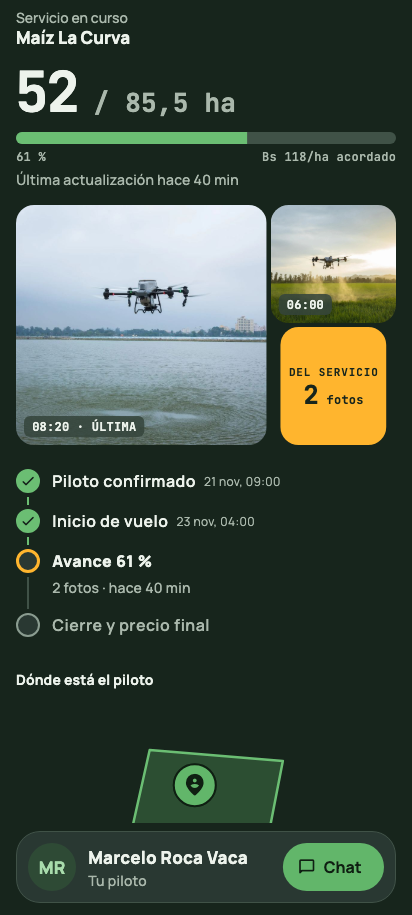 Servicio en curso
Maíz La Curva
52 / 85,5 ha
61 %
Bs 118/ha acordado
Última actualización hace 40 min
06:00
08:20 · ÚLTIMA
DEL SERVICIO
2 fotos
Piloto confirmado 21 nov, 09:00
Inicio de vuelo 23 nov, 04:00
Avance 61 %
2 fotos · hace 40 min
Cierre y precio final
Dónde está el piloto
MR
Marcelo Roca Vaca
Tu piloto
Chat